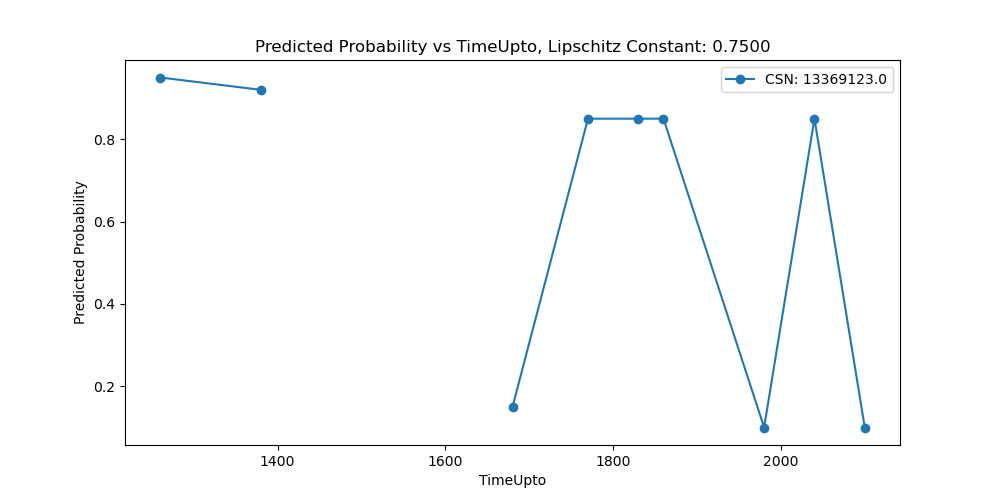 Predicted Probability vs TimeUpto, Lipschitz Constant: 0.7500
CSN: 13369123.0
Predicted Probability
0.8
0.6
0.4
0.2
1400 1600 1800 2000
TimeUpto